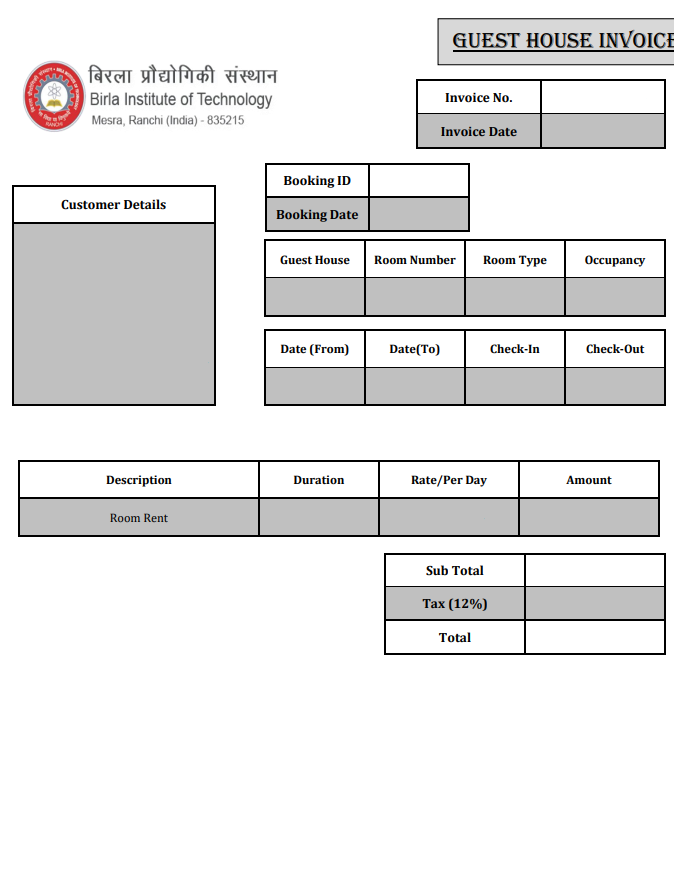 GUEST HOUSE INVOICE
बिरला प्रौद्योगिकी संस्थान
Birla Institute of Technology
Mesra, Ranchi (India) - 835215
Invoice No.
Invoice Date
Booking ID
Booking Date
Customer Details
Guest House Room Number Room Type Occupancy
Date (From) Date(To) Check-In Check-Out
Description Duration Rate/Per Day Amount
Room Rent
Sub Total
Tax (12%)
Total